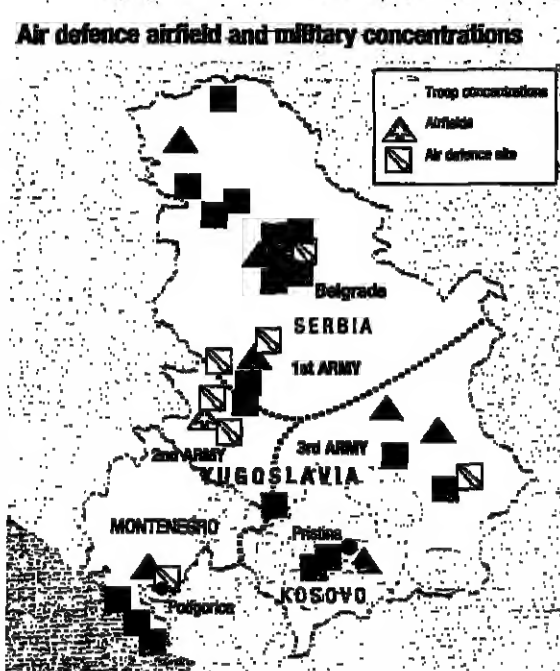 Air defence airfield and military concentrations
Troop concentrations
Airfields
Air defence site
Belgrade
SERBIA
1st ARMY
2nd ARMY
3rd ARMY
YUGOSLAVIA
MONTENEGRO
Pristina
Podgorica
KOSOVO